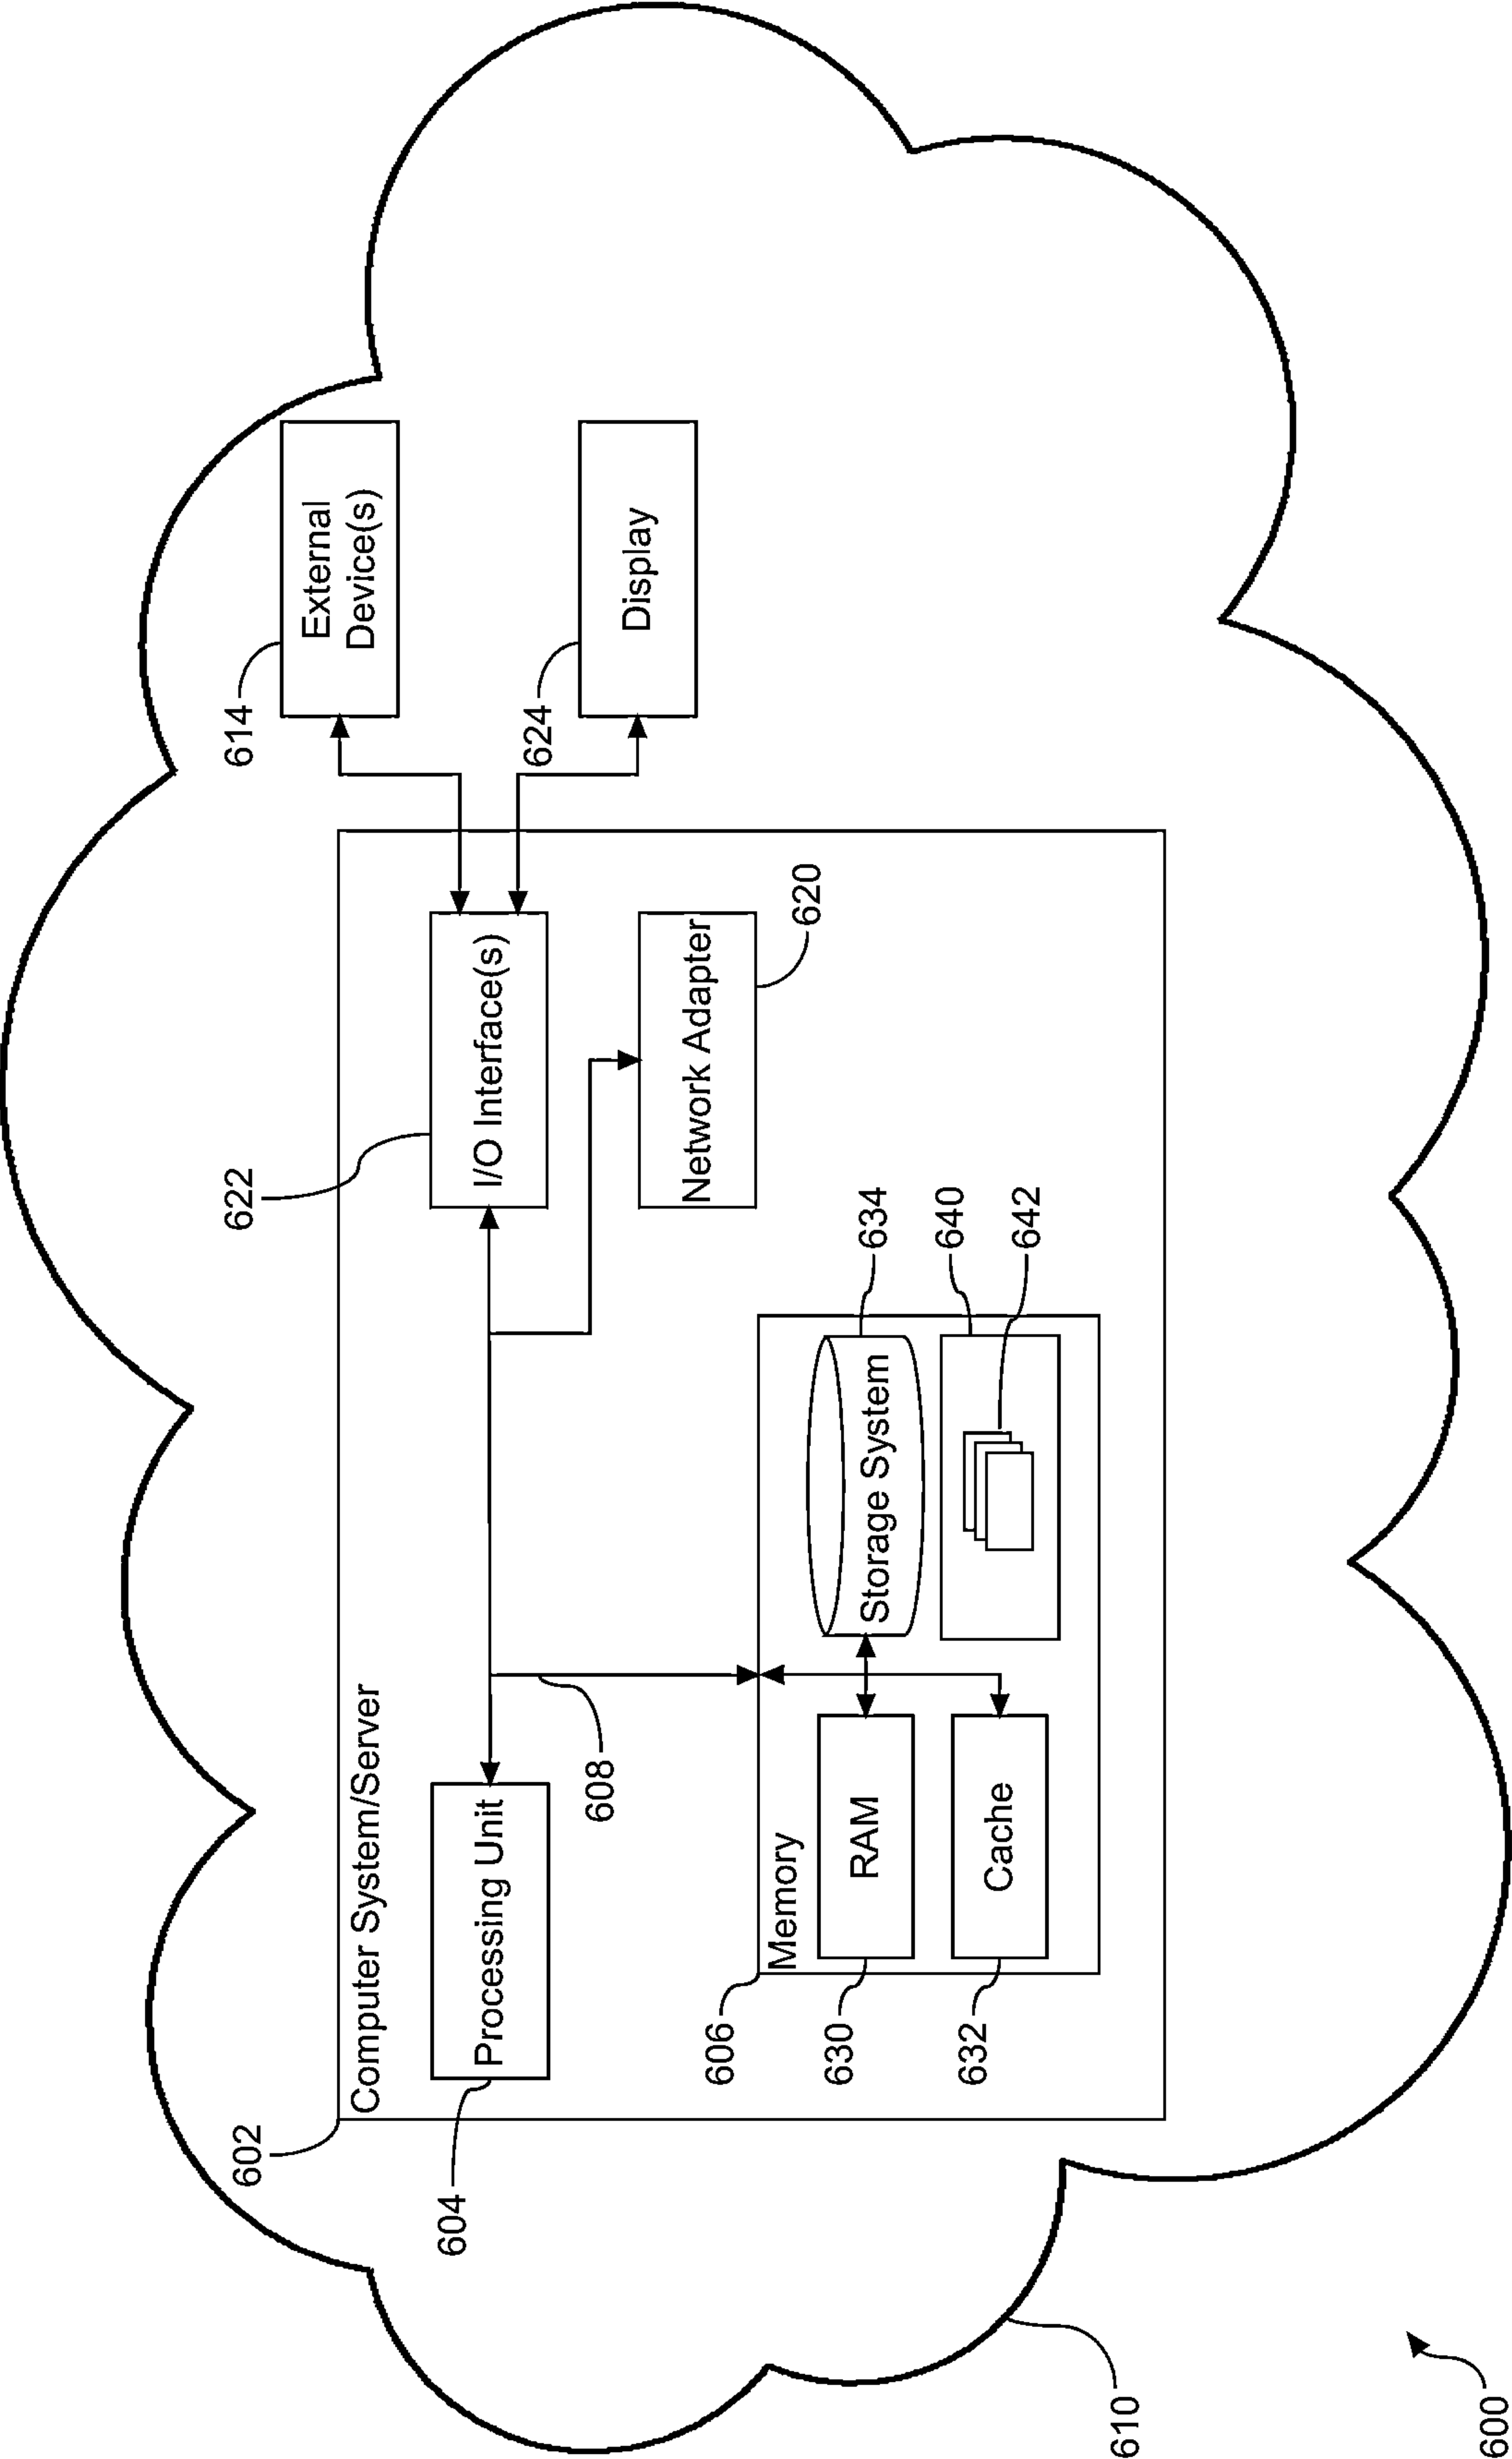 602
Computer System/Server
604
Processing Unit
608
622
I/O Interface(s)
614
External
Device(s)
624
Display
Network Adapter
620
606
Memory
630
RAM
632
Cache
Storage System
634
640
642
610
600